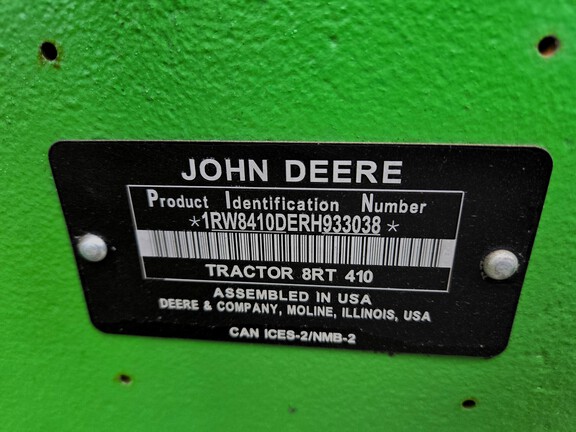 JOHN DEERE
Product Identification Number
*1RW8410DERH933038*
TRACTOR 8RT 410
ASSEMBLED IN USA
DEERE & COMPANY, MOLINE, ILLINOIS, USA
CAN ICES-2/NMB-2